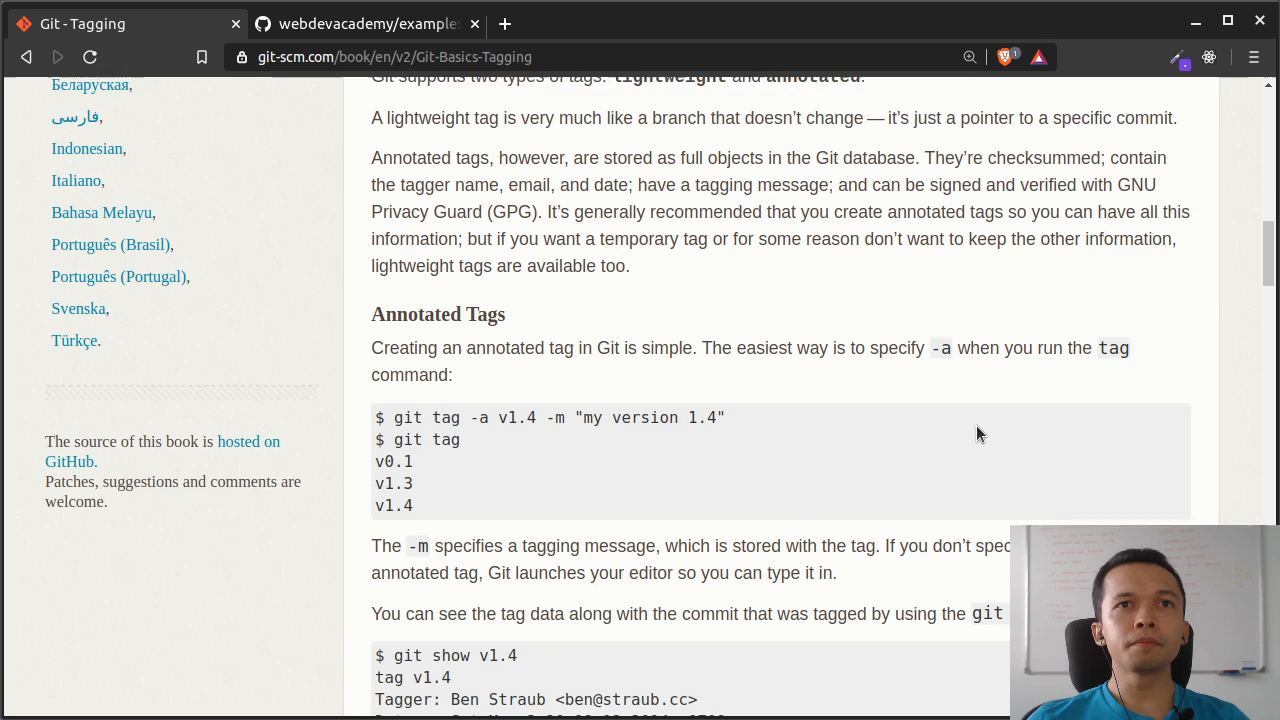 Git - Tagging
webdevacademy/example
git-scm.com/book/en/v2/Git-Basics-Tagging
1
Беларуская,
فارسی,
Indonesian,
Italiano,
Bahasa Melayu,
Português (Brasil),
Português (Portugal),
Svenska,
Türkçe.
The source of this book is hosted on
GitHub.
Patches, suggestions and comments are
welcome.
Git supports two types of tags: lightweight and annotated.
A lightweight tag is very much like a branch that doesn’t change — it’s just a pointer to a specific commit.
Annotated tags, however, are stored as full objects in the Git database. They’re checksummed; contain
the tagger name, email, and date; have a tagging message; and can be signed and verified with GNU
Privacy Guard (GPG). It’s generally recommended that you create annotated tags so you can have all this
information; but if you want a temporary tag or for some reason don’t want to keep the other information,
lightweight tags are available too.
Annotated Tags
Creating an annotated tag in Git is simple. The easiest way is to specify -a when you run the tag
command:
$ git tag -a v1.4 -m "my version 1.4"
$ git tag
v0.1
v1.3
v1.4
The -m specifies a tagging message, which is stored with the tag. If you don’t spec
annotated tag, Git launches your editor so you can type it in.
You can see the tag data along with the commit that was tagged by using the git
$ git show v1.4
tag v1.4
Tagger: Ben Straub <ben@straub.cc>